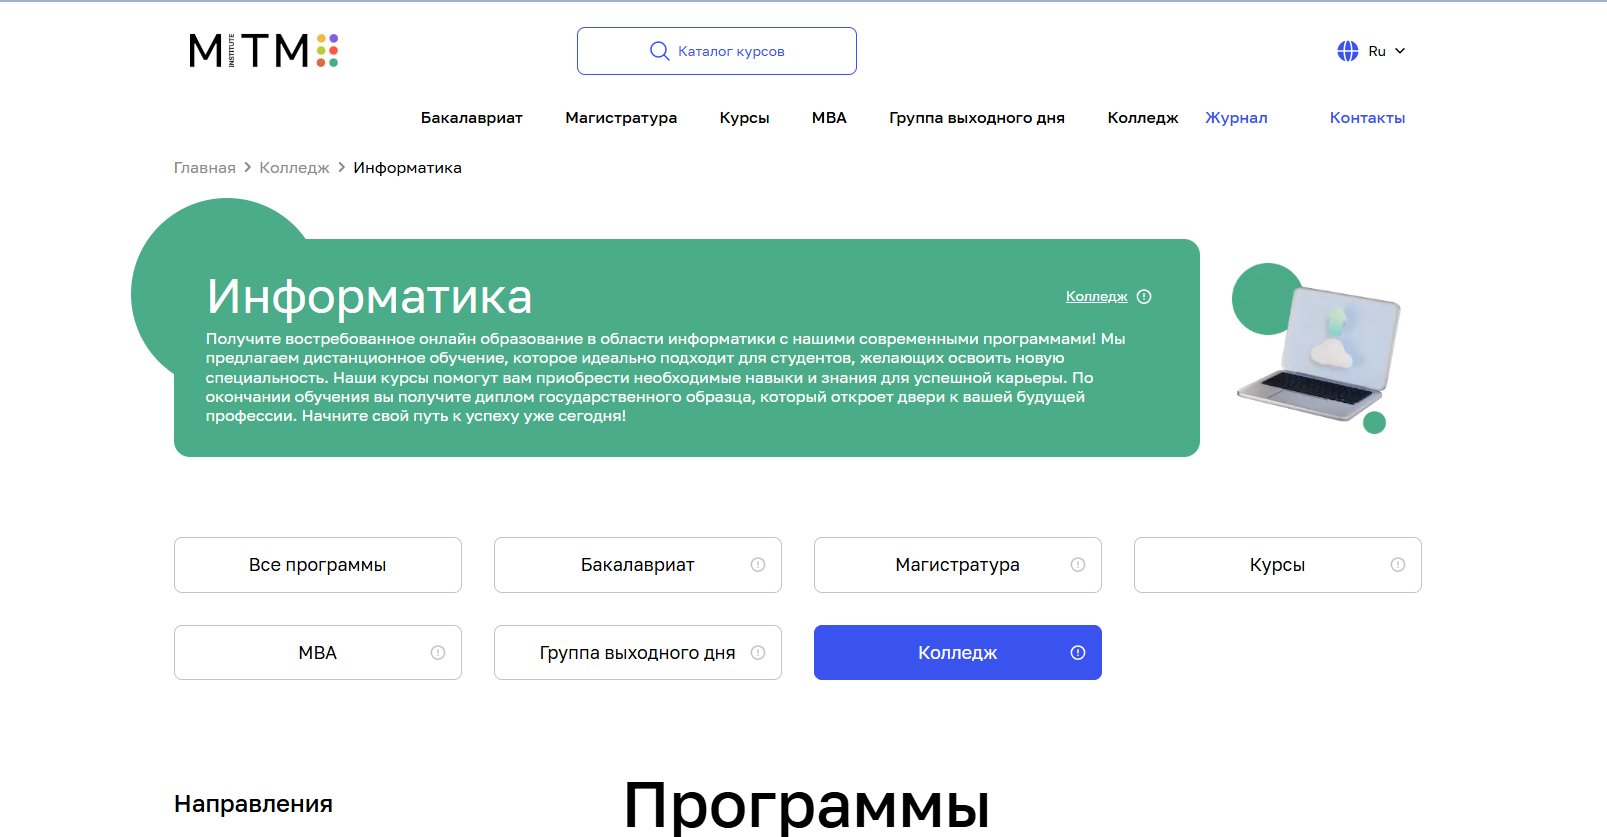 MITM INSTITUTE
Каталог курсов
Ru
Бакалавриат Магистратура Курсы MBA Группа выходного дня Колледж Журнал Контакты
Главная > Колледж > Информатика
Информатика
Колледж
Получите востребованное онлайн образование в области информатики с нашими современными программами! Мы
предлагаем дистанционное обучение, которое идеально подходит для студентов, желающих освоить новую
специальность. Наши курсы помогут вам приобрести необходимые навыки и знания для успешной карьеры. По
окончании обучения вы получите диплом государственного образца, который откроет двери к вашей будущей
профессии. Начните свой путь к успеху уже сегодня!
Все программы
Бакалавриат
Магистратура
Курсы
MBA
Группа выходного дня
Колледж
Направления
Программы